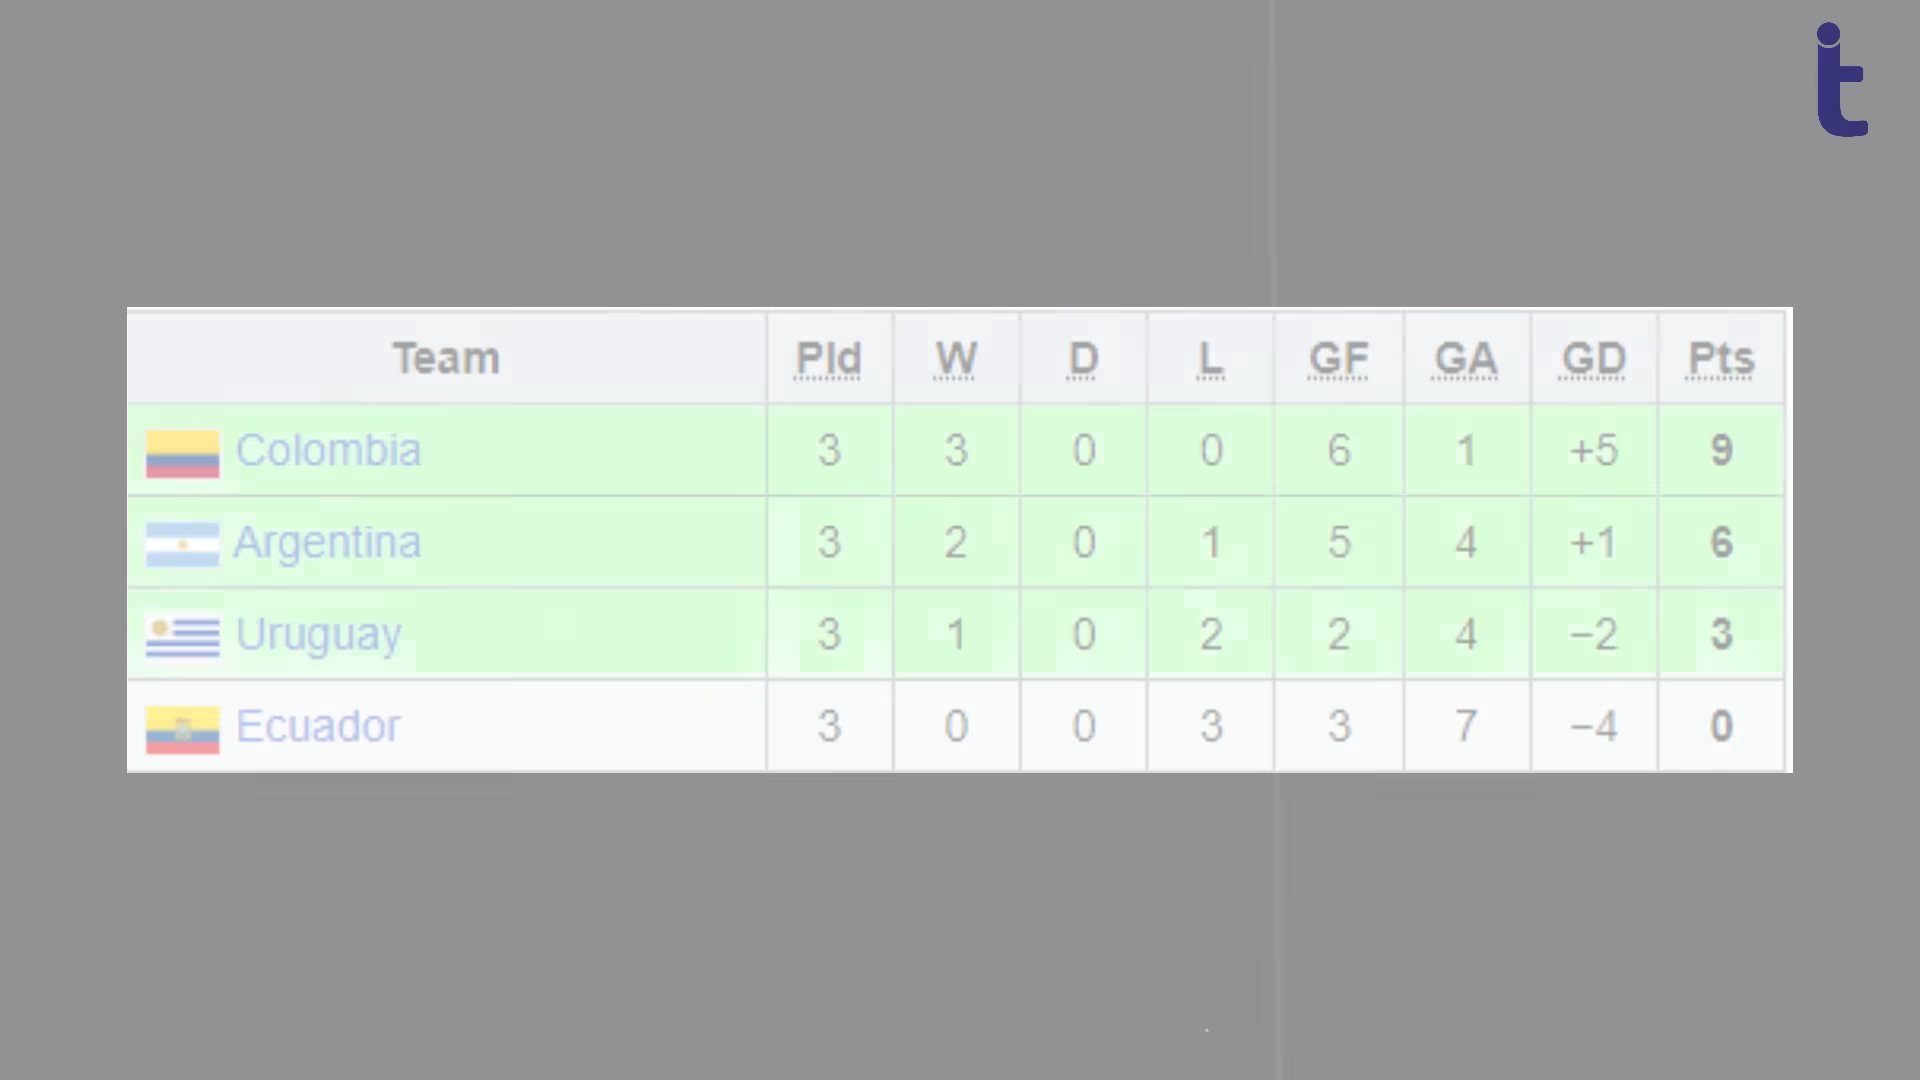 Team Pld W D L GF GA GD Pts
Colombia 3 3 0 0 6 1 +5 9
Argentina 3 2 0 1 5 4 +1 6
Uruguay 3 1 0 2 2 4 −2 3
Ecuador 3 0 0 3 3 7 −4 0
it